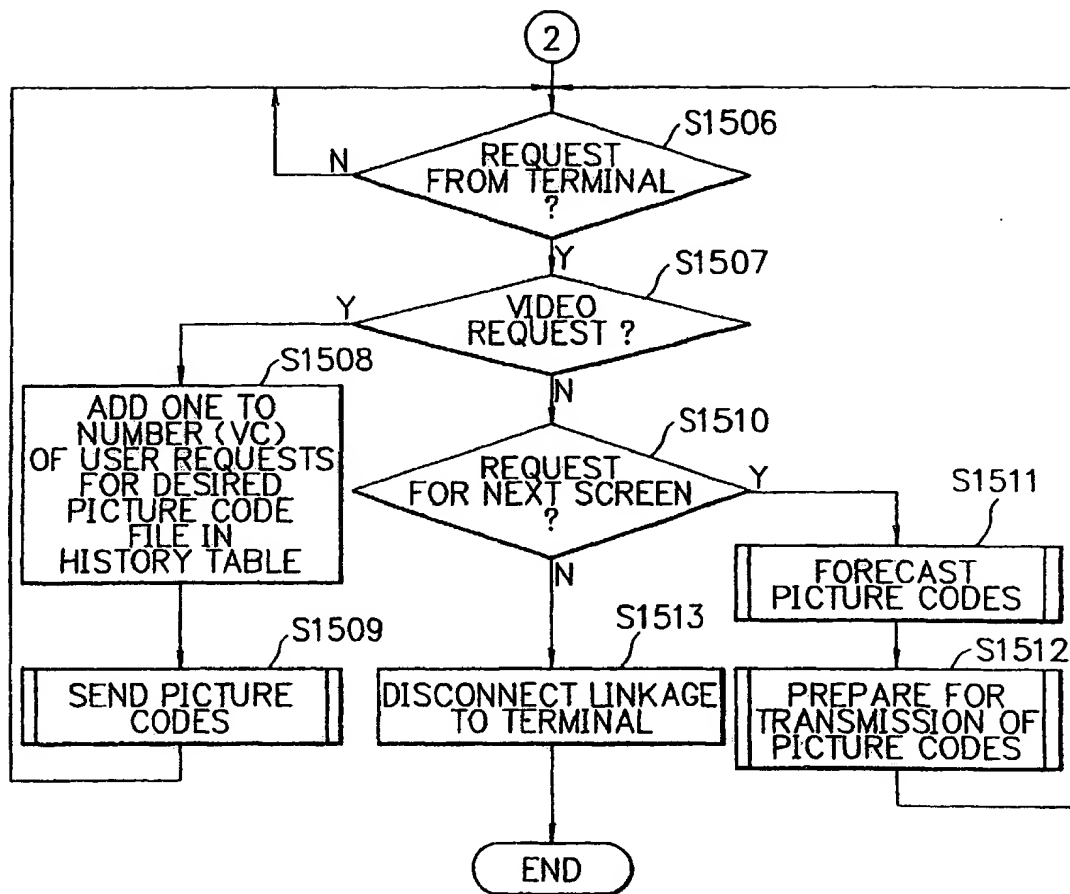 2
S1506
REQUEST
FROM TERMINAL
?
N
Y
S1507
VIDEO
REQUEST ?
Y
N
S1508
ADD ONE TO
NUMBER (VC)
OF USER REQUESTS
FOR DESIRED
PICTURE CODE
FILE IN
HISTORY TABLE
S1510
REQUEST
FOR NEXT SCREEN
?
Y
N
S1511
FORECAST
PICTURE CODES
S1509
SEND PICTURE
CODES
S1513
DISCONNECT LINKAGE
TO TERMINAL
S1512
PREPARE FOR
TRANSMISSION OF
PICTURE CODES
END